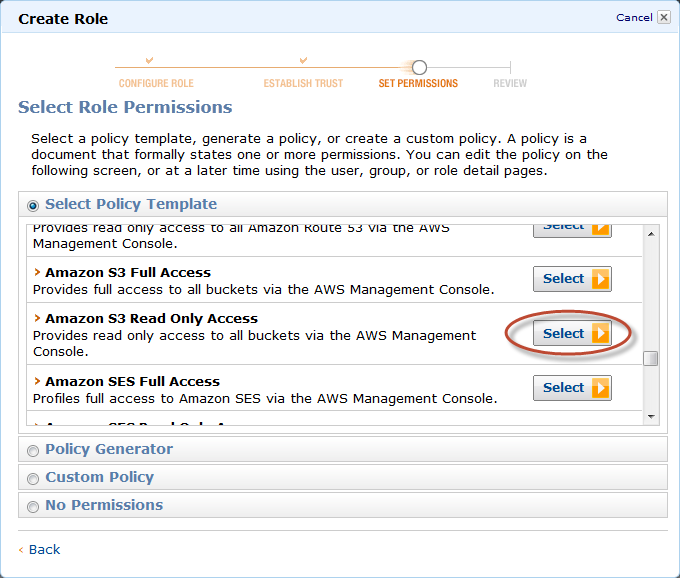 Create Role
Cancel
CONFIGURE ROLE
ESTABLISH TRUST
SET PERMISSIONS
REVIEW
Select Role Permissions
Select a policy template, generate a policy, or create a custom policy. A policy is a
document that formally states one or more permissions. You can edit the policy on the
following screen, or at a later time using the user, group, or role detail pages.
Select Policy Template
Provides read only access to all Amazon Route 53 via the AWS
Management Console.
Select
Amazon S3 Full Access
Provides full access to all buckets via the AWS Management Console.
Select
Amazon S3 Read Only Access
Provides read only access to all buckets via the AWS Management
Console.
Select
Amazon SES Full Access
Profiles full access to Amazon SES via the AWS Management Console.
Select
Amazon SES Read Only
Policy Generator
Custom Policy
No Permissions
Back